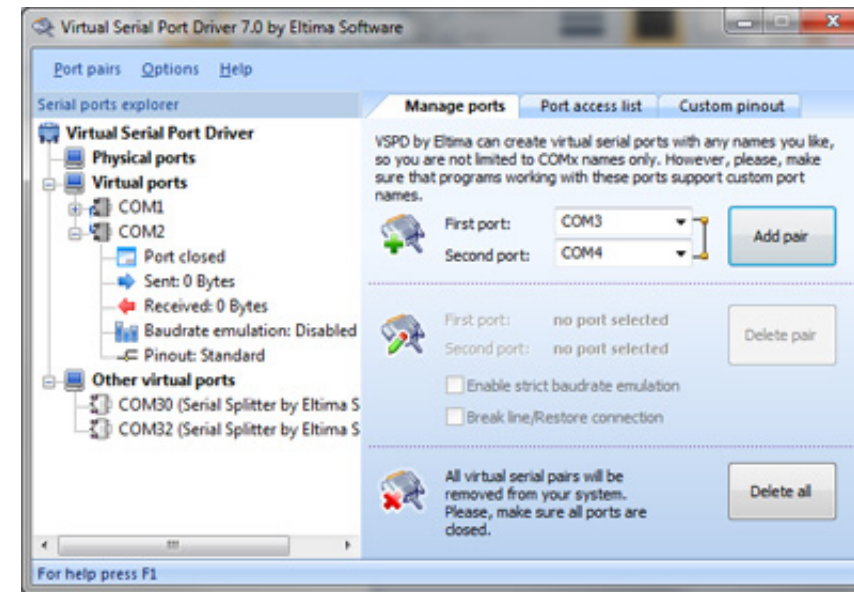 Virtual Serial Port Driver 7.0 by Eltima Software
Port pairs Options Help
Serial ports explorer
Virtual Serial Port Driver
Physical ports
Virtual ports
COM1
COM2
Port closed
Sent: 0 Bytes
Received: 0 Bytes
Baudrate emulation: Disabled
Pinout: Standard
Other virtual ports
COM30 (Serial Splitter by Eltima S
COM32 (Serial Splitter by Eltima S
Manage ports Port access list Custom pinout
VSPD by Eltima can create virtual serial ports with any names you like,
so you are not limited to COMx names only. However, please, make
sure that programs working with these ports support custom port
names.
First port: COM3
Second port: COM4
Add pair
First port: no port selected
Second port: no port selected
Delete pair
Enable strict baudrate emulation
Break line/Restore connection
All virtual serial pairs will be
removed from your system.
Please, make sure all ports are
closed.
Delete all
For help press F1